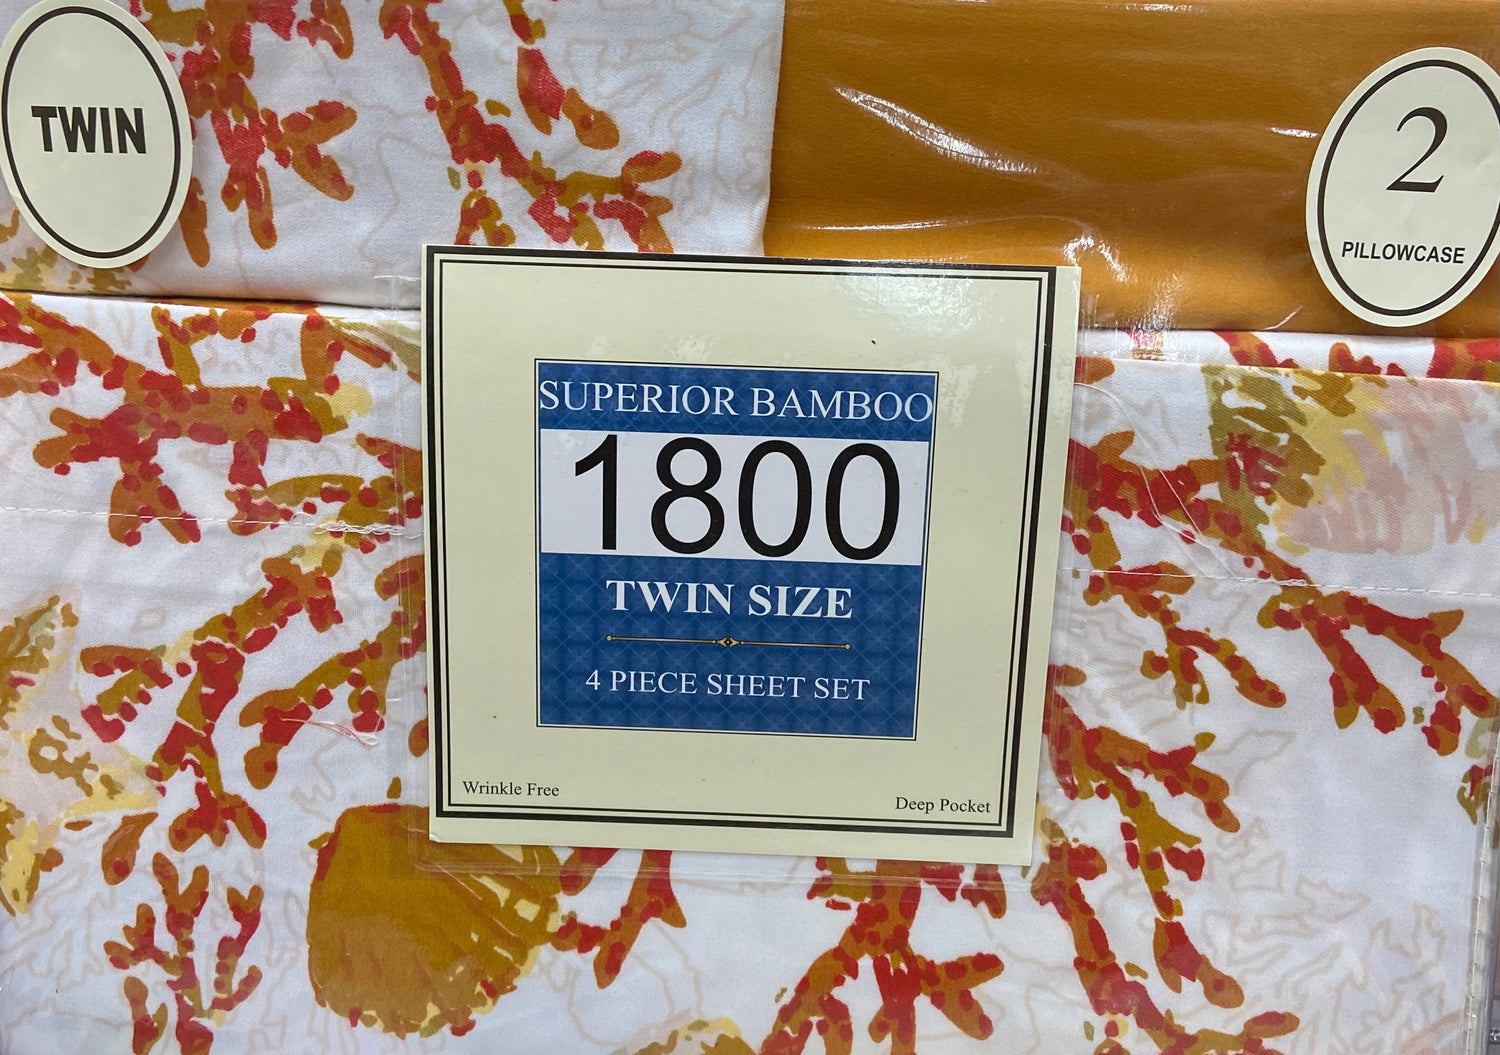 TWIN
2
PILLOWCASE
SUPERIOR BAMBOO
1800
TWIN SIZE
4 PIECE SHEET SET
Wrinkle Free
Deep Pocket